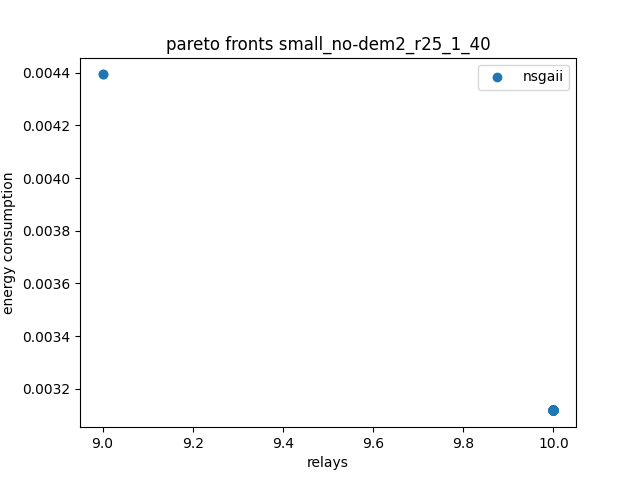 pareto fronts small_no-dem2_r25_1_40
nsgaii
energy consumption
0.0044
0.0042
0.0040
0.0038
0.0036
0.0034
0.0032
9.0 9.2 9.4 9.6 9.8 10.0
relays